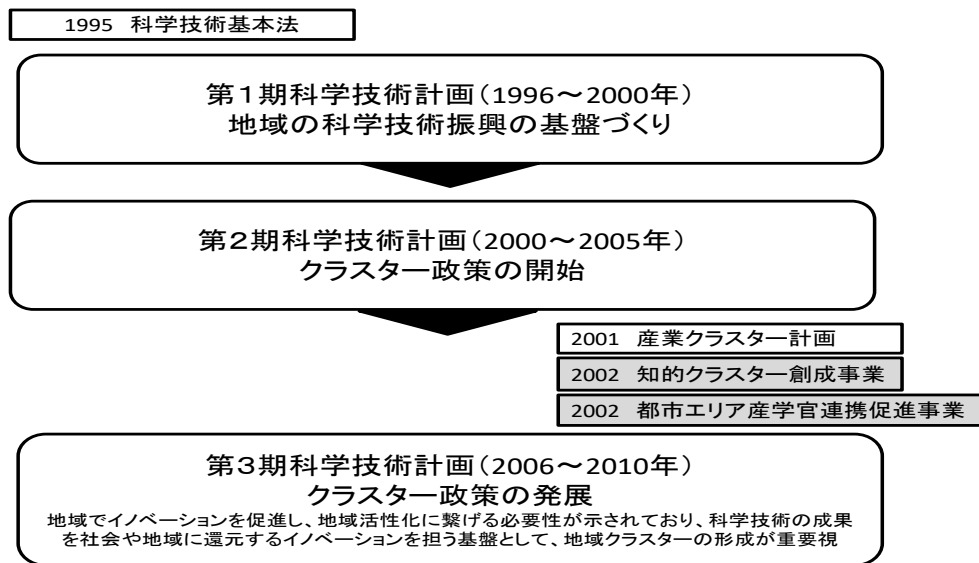 1995 科学技術基本法
第1期科学技術計画（1996～2000年）
地域の科学技術振興の基盤づくり
第2期科学技術計画（2000～2005年）
クラスター政策の開始
2001 産業クラスター計画
2002 知的クラスター創成事業
2002 都市エリア産学官連携促進事業
第3期科学技術計画（2006～2010年）
クラスター政策の発展
地域でイノベーションを促進し、地域活性化に繋げる必要性が示されており、科学技術の成果
を社会や地域に還元するイノベーションを担う基盤として、地域クラスターの形成が重要視